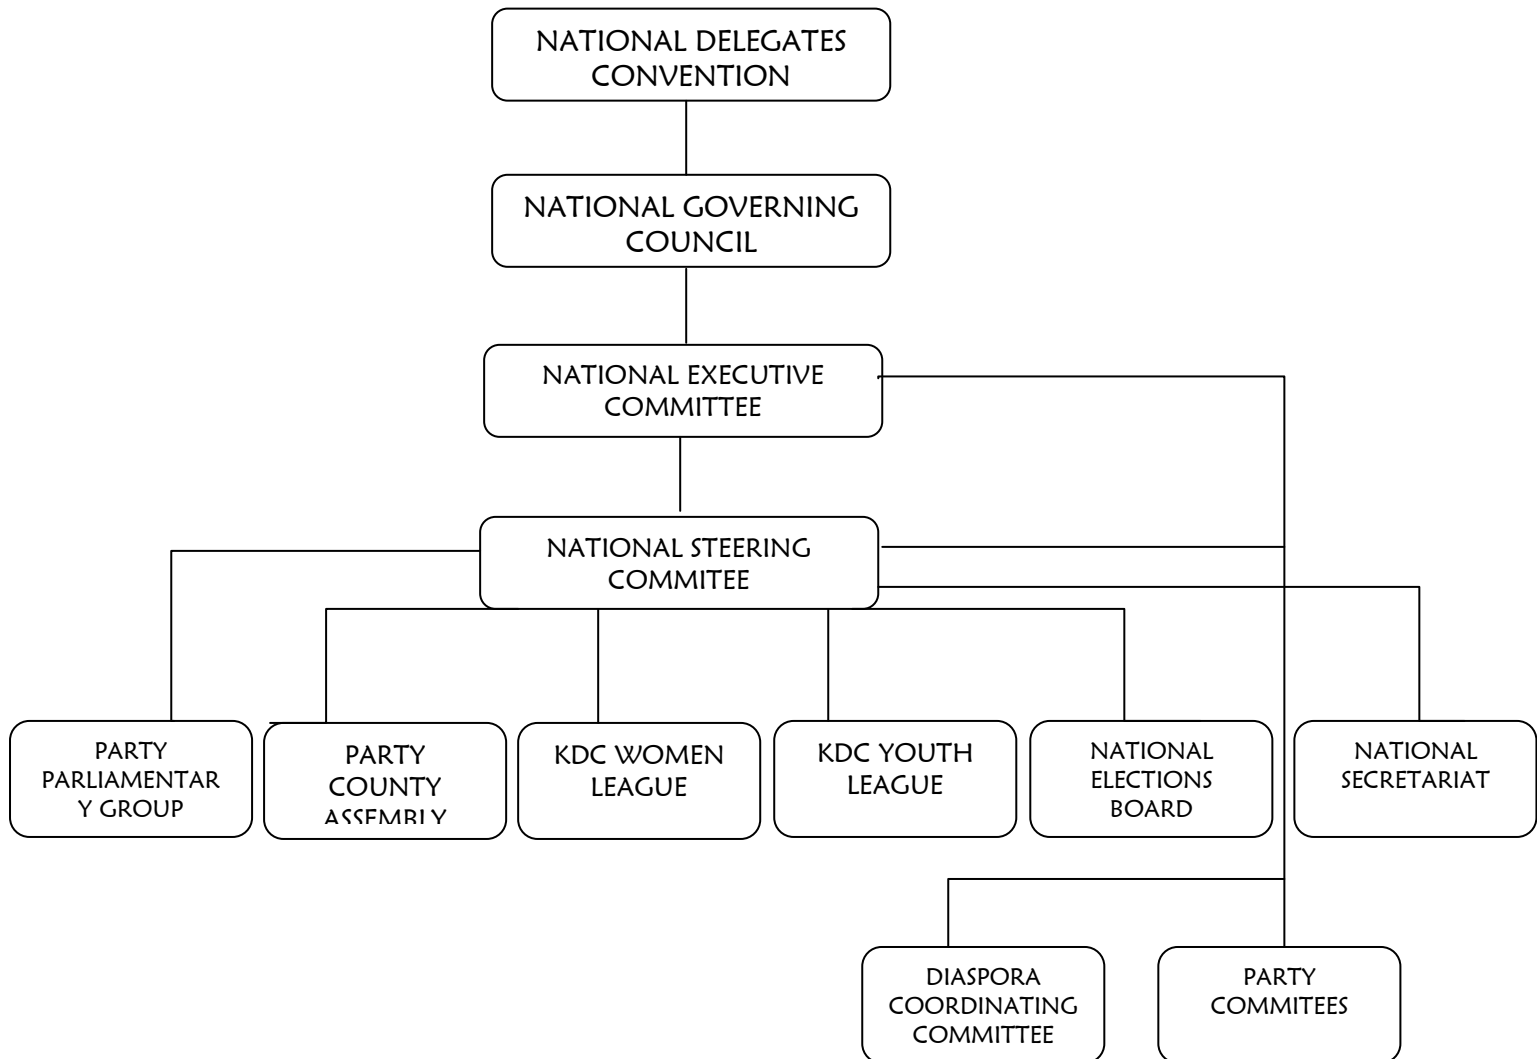 NATIONAL DELEGATES
CONVENTION
NATIONAL GOVERNING
COUNCIL
NATIONAL EXECUTIVE
COMMITTEE
NATIONAL STEERING
COMMITEE
PARTY
PARLIAMENTAR
Y GROUP
PARTY
COUNTY
ASSEMBLY
KDC WOMEN
LEAGUE
KDC YOUTH
LEAGUE
NATIONAL
ELECTIONS
BOARD
NATIONAL
SECRETARIAT
DIASPORA
COORDINATING
COMMITTEE
PARTY
COMMITEES